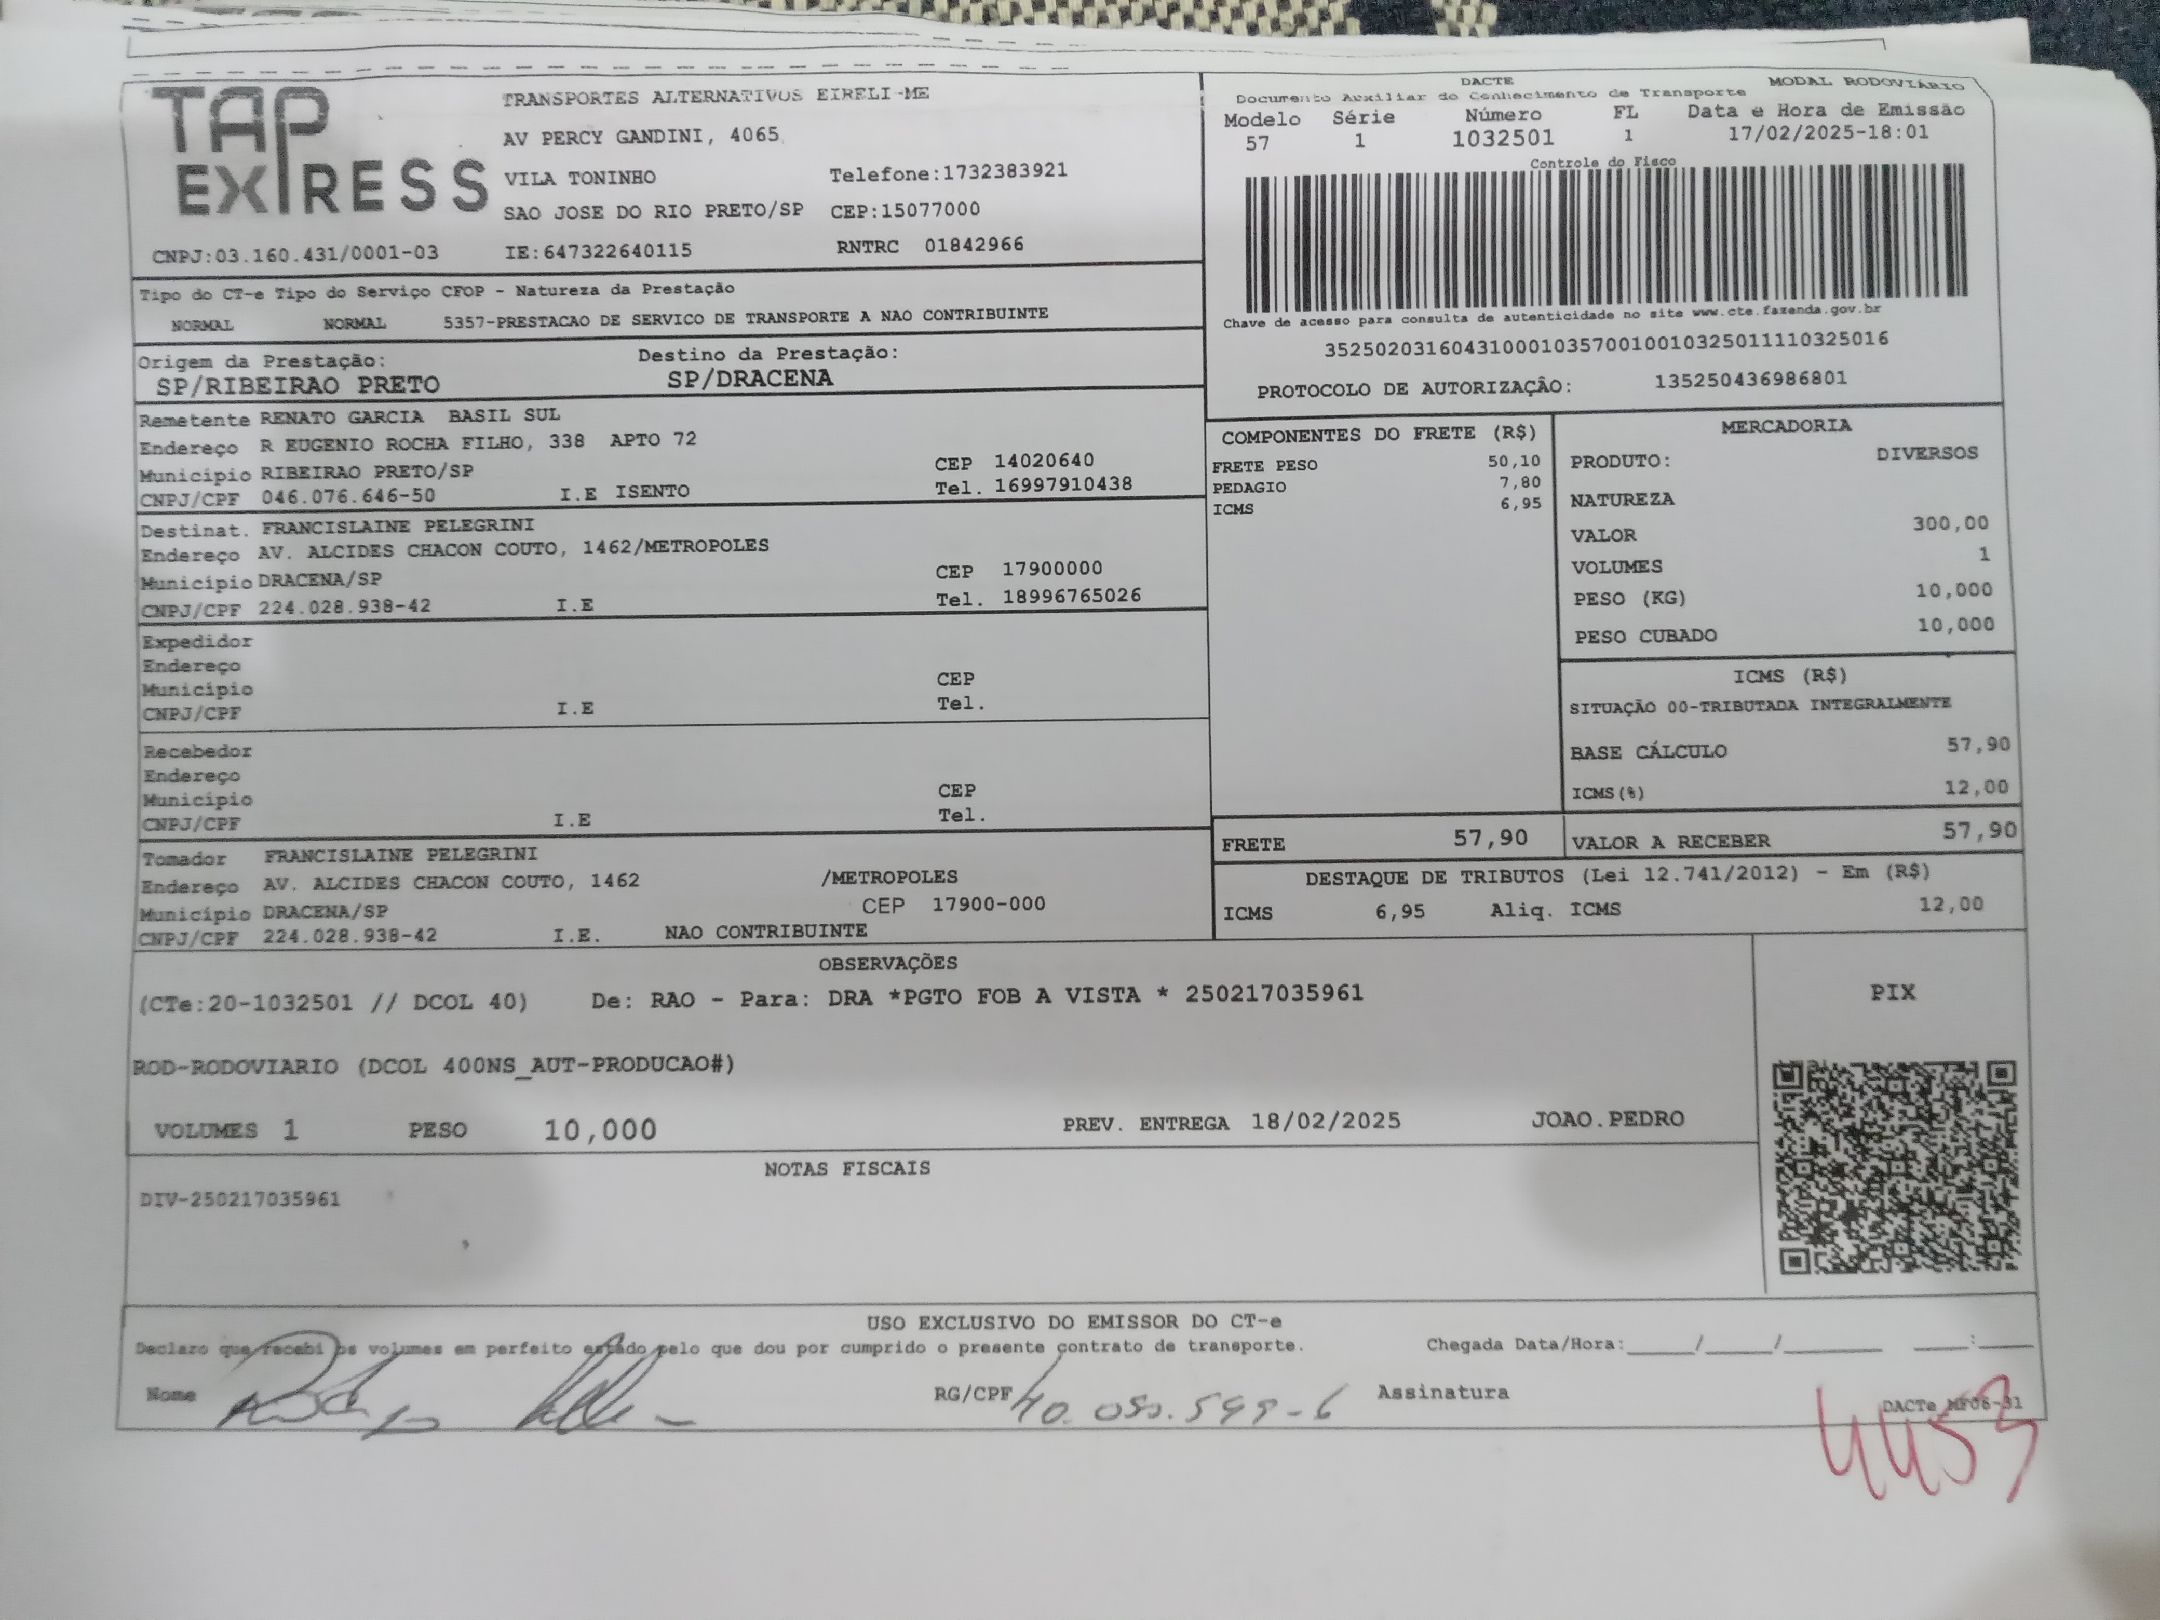 TAP EXPRESS
TRANSPORTES ALTERNATIVOS EIRELI-ME
AV PERCY GANDINI, 4065
VILA TONINHO Telefone:1732383921
SAO JOSE DO RIO PRETO/SP CEP:15077000
CNPJ:03.160.431/0001-03 IE:647322640115 RNTRC 01842966
DACTE MODAL RODOVIÁRIO
Documento Auxiliar do Conhecimento de Transporte
Modelo Série Número FL Data e Hora de Emissão
57 1 1032501 1 17/02/2025-18:01
Controle do Fisco
Chave de acesso para consulta de autenticidade no site www.cte.fazenda.gov.br
35250203160431000103570010010325011110325016
PROTOCOLO DE AUTORIZAÇÃO: 135250436986801
Tipo do CT-e Tipo do Serviço CFOP - Natureza da Prestação
NORMAL NORMAL 5357-PRESTACAO DE SERVICO DE TRANSPORTE A NAO CONTRIBUINTE
Origem da Prestação: Destino da Prestação:
SP/RIBEIRAO PRETO SP/DRACENA
Remetente RENATO GARCIA BASIL SUL
Endereço R EUGENIO ROCHA FILHO, 338 APTO 72
Município RIBEIRAO PRETO/SP CEP 14020640
CNPJ/CPF 046.076.646-50 I.E ISENTO Tel. 16997910438
Destinat. FRANCISLAINE PELEGRINI
Endereço AV. ALCIDES CHACON COUTO, 1462/METROPOLES
Município DRACENA/SP CEP 17900000
CNPJ/CPF 224.028.938-42 I.E Tel. 18996765026
Expedidor
Endereço
Município CEP
CNPJ/CPF I.E Tel.
Recebedor
Endereço
Município CEP
CNPJ/CPF I.E Tel.
Tomador FRANCISLAINE PELEGRINI
Endereço AV. ALCIDES CHACON COUTO, 1462 /METROPOLES
Município DRACENA/SP CEP 17900-000
CNPJ/CPF 224.028.938-42 I.E. NAO CONTRIBUINTE
COMPONENTES DO FRETE (R$)
FRETE PESO 50,10
PEDAGIO 7,80
ICMS 6,95
MERCADORIA
PRODUTO: DIVERSOS
NATUREZA
VALOR 300,00
VOLUMES 1
PESO (KG) 10,000
PESO CUBADO 10,000
ICMS (R$)
SITUAÇÃO 00-TRIBUTADA INTEGRALMENTE
BASE CÁLCULO 57,90
ICMS(%) 12,00
FRETE 57,90 VALOR A RECEBER 57,90
DESTAQUE DE TRIBUTOS (Lei 12.741/2012) - Em (R$)
ICMS 6,95 Aliq. ICMS 12,00
OBSERVAÇÕES
(CTe:20-1032501 // DCOL 40) De: RAO - Para: DRA *PGTO FOB A VISTA * 250217035961
PIX
ROD-RODOVIARIO (DCOL 400NS_AUT-PRODUCAO#)
VOLUMES 1 PESO 10,000 PREV. ENTREGA 18/02/2025 JOAO.PEDRO
NOTAS FISCAIS
DIV-250217035961
USO EXCLUSIVO DO EMISSOR DO CT-e
Declaro que recebi os volumes em perfeito estado pelo que dou por cumprido o presente contrato de transporte. Chegada Data/Hora:_____/_____/_______ ____:____
Nome RG/CPF 40.050.599-6 Assinatura
DACTe MF06-31
4453